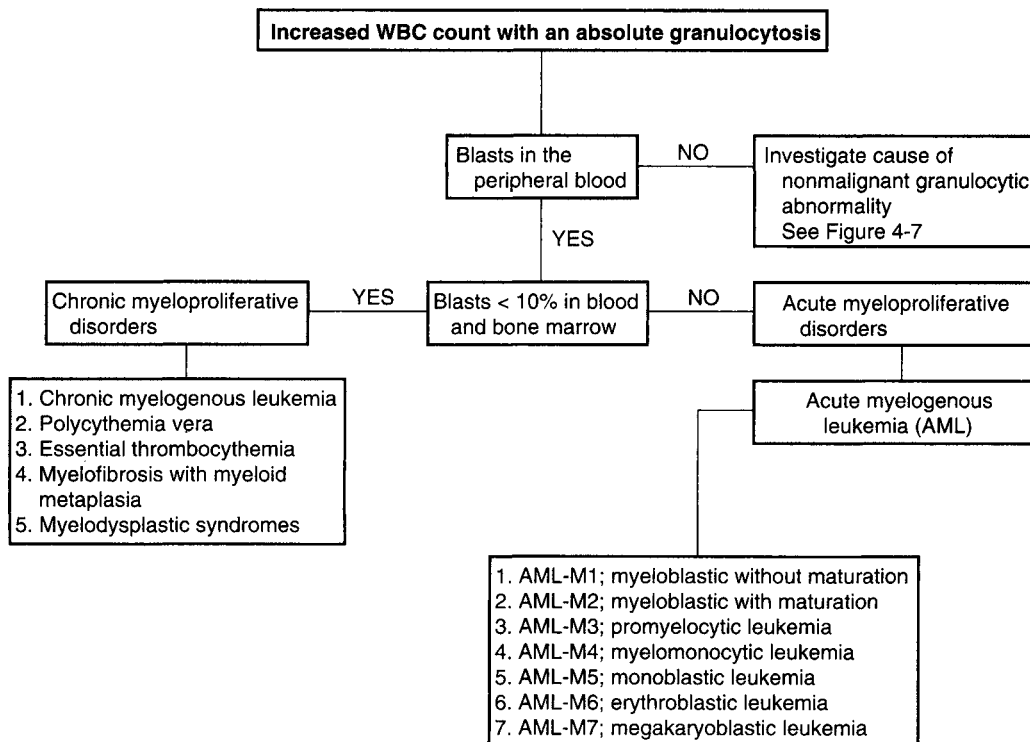 Increased WBC count with an absolute granulocytosis
Blasts in the
peripheral blood
NO
Investigate cause of
nonmalignant granulocytic
abnormality
See Figure 4-7
YES
Chronic myeloproliferative
disorders
YES
Blasts < 10% in blood
and bone marrow
NO
Acute myeloproliferative
disorders
1. Chronic myelogenous leukemia
2. Polycythemia vera
3. Essential thrombocythemia
4. Myelofibrosis with myeloid
metaplasia
5. Myelodysplastic syndromes
Acute myelogenous
leukemia (AML)
1. AML-M1; myeloblastic without maturation
2. AML-M2; myeloblastic with maturation
3. AML-M3; promyelocytic leukemia
4. AML-M4; myelomonocytic leukemia
5. AML-M5; monoblastic leukemia
6. AML-M6; erythroblastic leukemia
7. AML-M7; megakaryoblastic leukemia